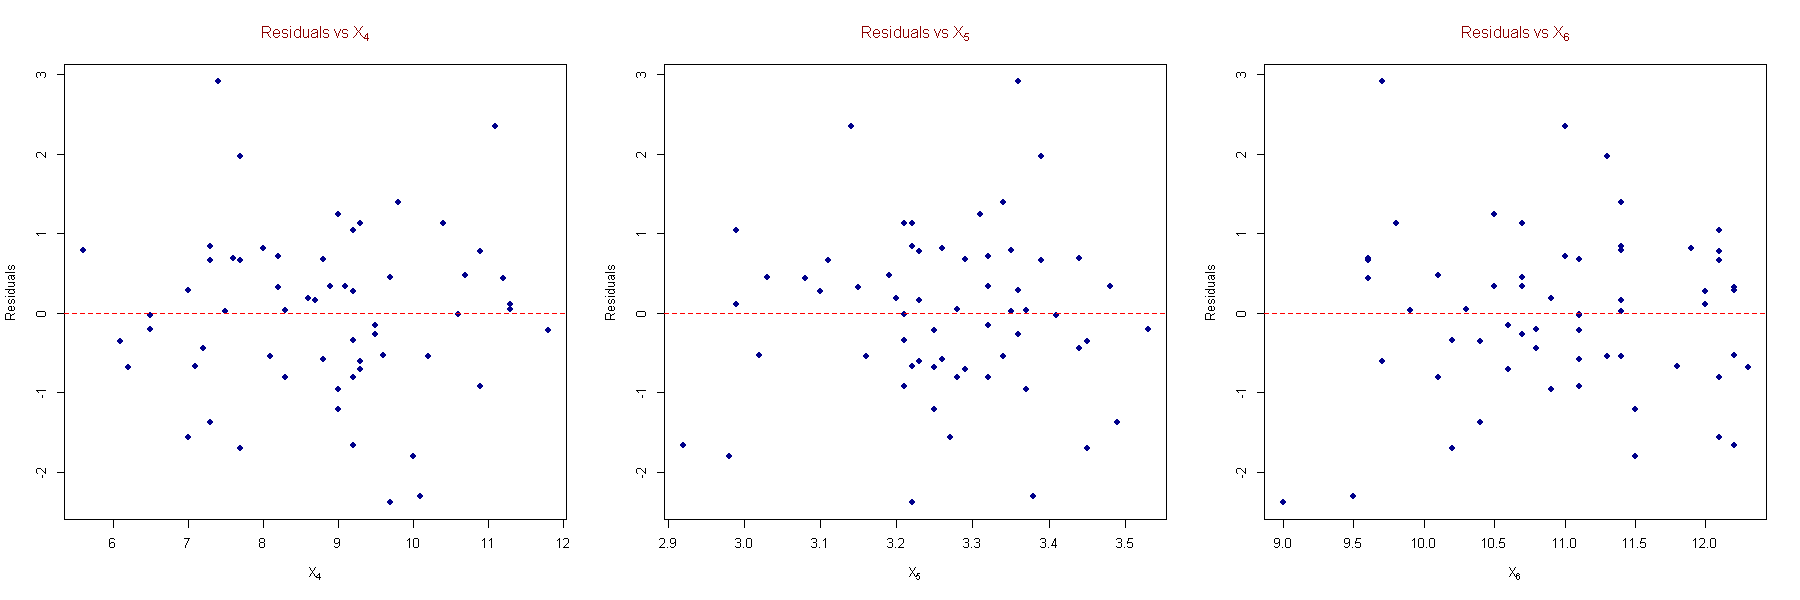 Residuals vs X₄
3
2
1
0
-1
-2
Residuals
6 7 8 9 10 11 12
X₄
Residuals vs X₅
3
2
1
0
-1
-2
Residuals
2.9 3.0 3.1 3.2 3.3 3.4 3.5
X₅
Residuals vs X₆
3
2
1
0
-1
-2
Residuals
9.0 9.5 10.0 10.5 11.0 11.5 12.0
X₆